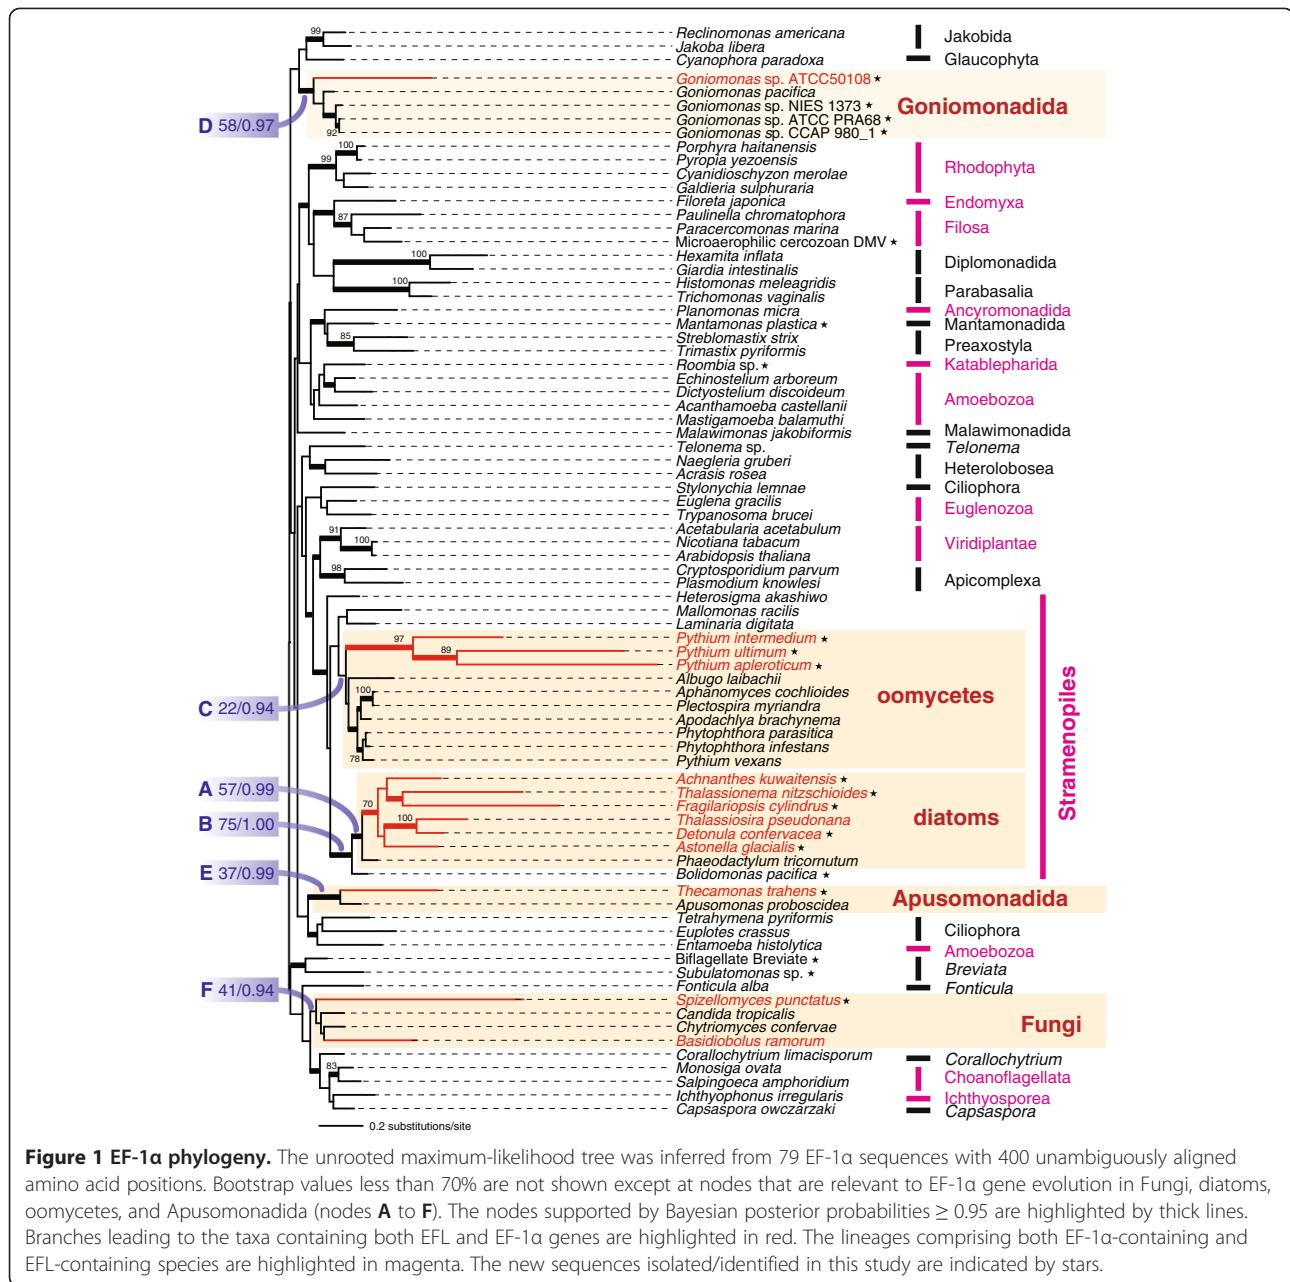 99
Reclinomonas americana
Jakoba libera
Jakobida
Cyanophora paradoxa
Glaucophyta
Goniomonas sp. ATCC50108 ★
Goniomonas pacifica
Goniomonas sp. NIES 1373 ★
Goniomonas sp. ATCC PRA68 ★
92
Goniomonas sp. CCAP 980_1 ★
Goniomonadida
D 58/0.97
100
Porphyra haitanensis
99
Pyropia yezoensis
Cyanidioschyzon merolae
Galdieria sulphuraria
Rhodophyta
Filoreta japonica
Endomyxa
87
Paulinella chromatophora
Paracercomonas marina
Microaerophilic cercozoan DMV ★
Filosa
100
Hexamita inflata
Giardia intestinalis
Diplomonadida
100
Histomonas meleagridis
Trichomonas vaginalis
Parabasalia
Planomonas micra
Ancyromonadida
Mantamonas plastica ★
Mantamonadida
85
Streblomastix strix
Trimastix pyriformis
Preaxostyla
Roombia sp. ★
Katablepharida
Echinostelium arboreum
Dictyostelium discoideum
Acanthamoeba castellanii
Mastigamoeba balamuthi
Amoebozoa
Malawimonas jakobiformis
Malawimonadida
Telonema sp.
Telonema
Naegleria gruberi
Acrasis rosea
Heterolobosea
Stylonychia lemnae
Ciliophora
Euglena gracilis
Trypanosoma brucei
Euglenozoa
91
Acetabularia acetabulum
100
Nicotiana tabacum
Arabidopsis thaliana
Viridiplantae
98
Cryptosporidium parvum
Plasmodium knowlesi
Apicomplexa
Heterosigma akashiwo
Mallomonas racilis
Laminaria digitata
97
Pythium intermedium ★
89
Pythium ultimum ★
Pythium apleroticum ★
Albugo laibachii
100
Aphanomyces cochlioides
Plectospira myriandra
Apodachlya brachynema
Phytophthora parasitica
Phytophthora infestans
78
Pythium vexans
oomycetes
C 22/0.94
Achnanthes kuwaitensis ★
Thalassionema nitzschioides ★
70
Fragilariopsis cylindrus ★
100
Thalassiosira pseudonana
Detonula confervacea ★
Astonella glacialis ★
Phaeodactylum tricornutum
diatoms
Bolidomonas pacifica ★
Stramenopiles
A 57/0.99
B 75/1.00
E 37/0.99
Thecamonas trahens ★
Apusomonas proboscidea
Apusomonadida
Tetrahymena pyriformis
Euplotes crassus
Ciliophora
Entamoeba histolytica
Amoebozoa
Biflagellate Breviate ★
Subulatomonas sp. ★
Breviata
Fonticula alba
Fonticula
F 41/0.94
Spizellomyces punctatus ★
Candida tropicalis
Chytriomyces confervae
Basidiobolus ramorum
Fungi
Corallochytrium limacisporum
Corallochytrium
83
Monosiga ovata
Salpingoeca amphoridium
Choanoflagellata
Ichthyophonus irregularis
Ichthyosporea
Capsaspora owczarzaki
Capsaspora
0.2 substitutions/site
Figure 1 EF-1α phylogeny. The unrooted maximum-likelihood tree was inferred from 79 EF-1α sequences with 400 unambiguously aligned
amino acid positions. Bootstrap values less than 70% are not shown except at nodes that are relevant to EF-1α gene evolution in Fungi, diatoms,
oomycetes, and Apusomonadida (nodes A to F). The nodes supported by Bayesian posterior probabilities ≥ 0.95 are highlighted by thick lines.
Branches leading to the taxa containing both EFL and EF-1α genes are highlighted in red. The lineages comprising both EF-1α-containing and
EFL-containing species are highlighted in magenta. The new sequences isolated/identified in this study are indicated by stars.